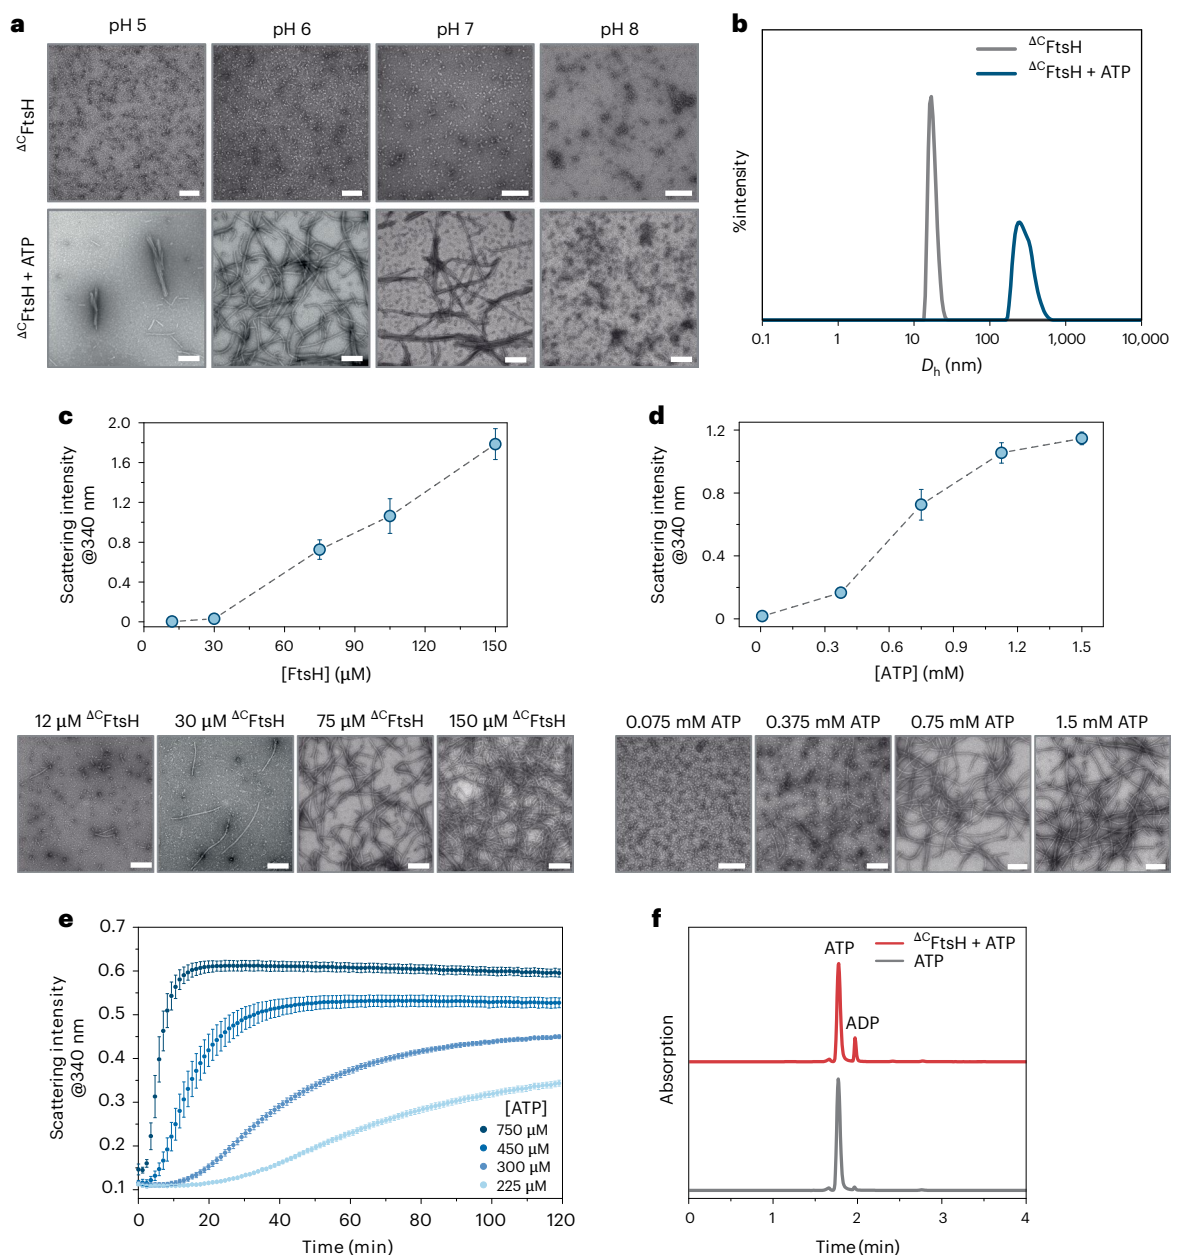 a
pH 5 pH 6 pH 7 pH 8
ΔCFtsH
ΔCFtsH + ATP
b
ΔCFtsH
ΔCFtsH + ATP
%intensity
0.1 1 10 100 1,000 10,000
Dh (nm)
c
Scattering intensity
@340 nm
2.0
1.6
1.2
0.8
0.4
0
0 30 60 90 120 150
[FtsH] (μM)
12 μM ΔCFtsH 30 μM ΔCFtsH 75 μM ΔCFtsH 150 μM ΔCFtsH
d
Scattering intensity
@340 nm
1.2
0.8
0.4
0
0 0.3 0.6 0.9 1.2 1.5
[ATP] (mM)
0.075 mM ATP 0.375 mM ATP 0.75 mM ATP 1.5 mM ATP
e
Scattering intensity
@340 nm
0.7
0.6
0.5
0.4
0.3
0.2
0.1
[ATP]
750 μM
450 μM
300 μM
225 μM
0 20 40 60 80 100 120
Time (min)
f
Absorption
ΔCFtsH + ATP
ATP
ATP
ADP
0 1 2 3 4
Time (min)